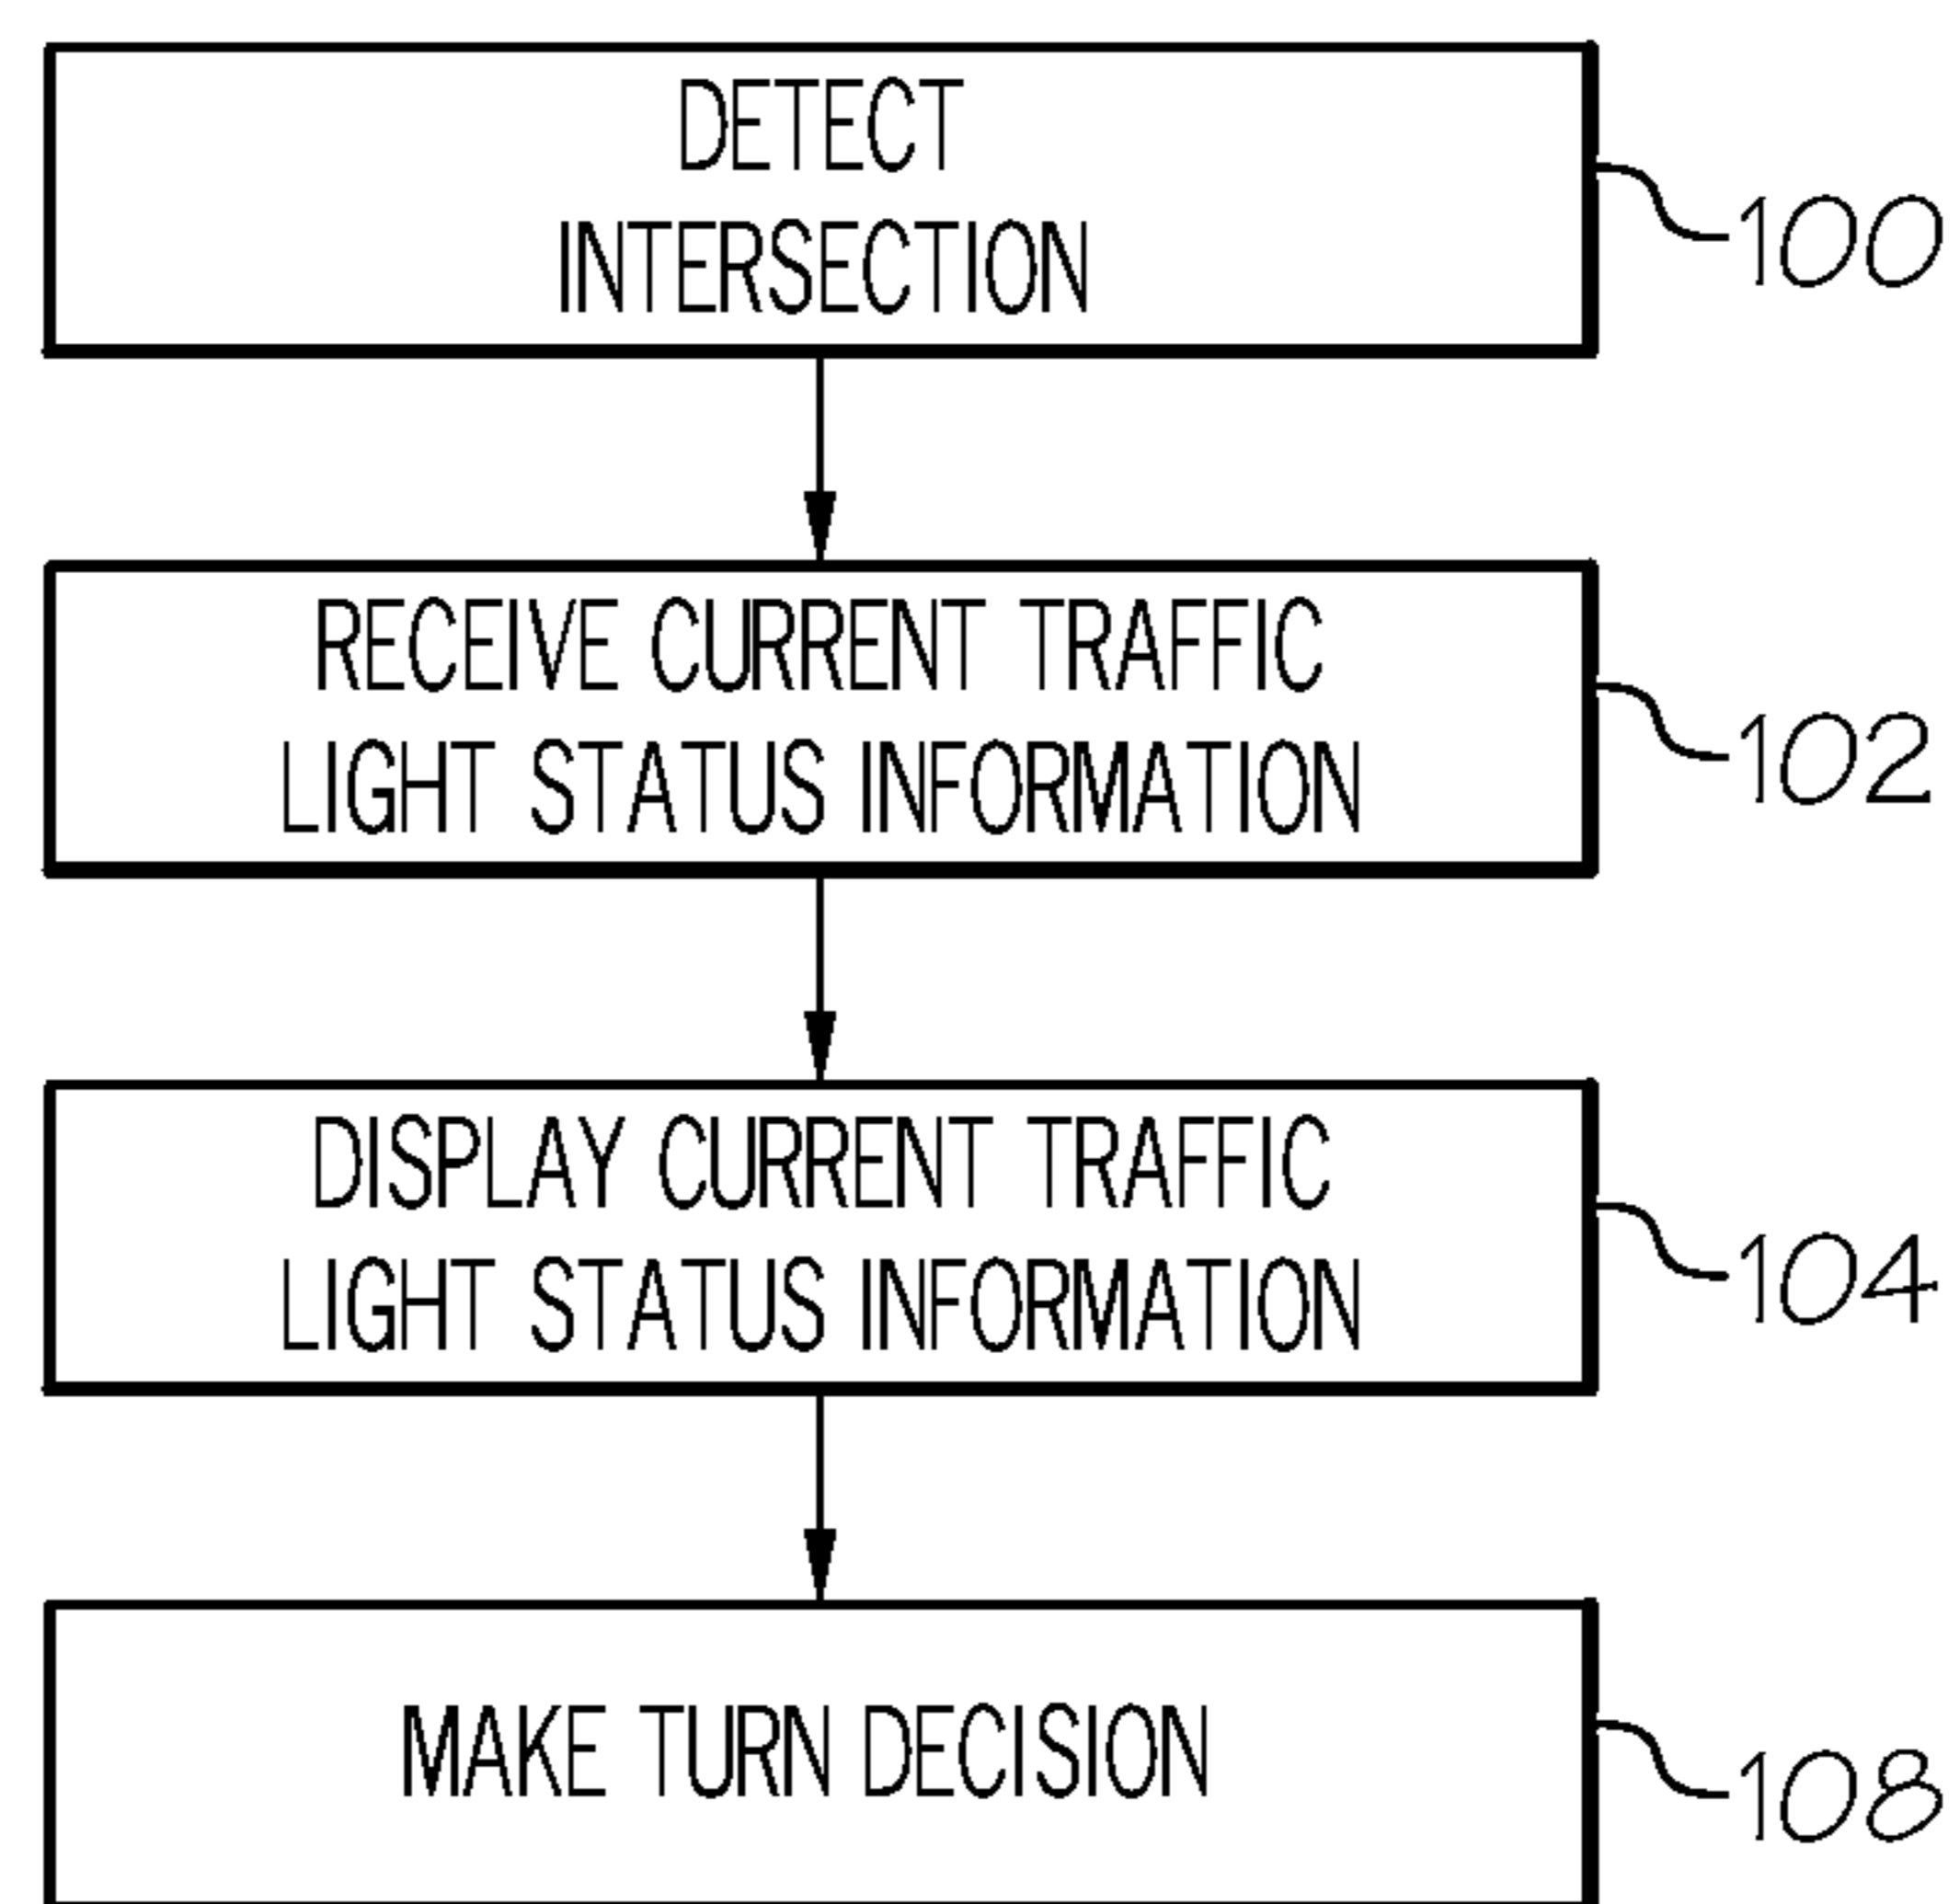 DETECT
INTERSECTION
100
RECEIVE CURRENT TRAFFIC
LIGHT STATUS INFORMATION
102
DISPLAY CURRENT TRAFFIC
LIGHT STATUS INFORMATION
104
MAKE TURN DECISION
108